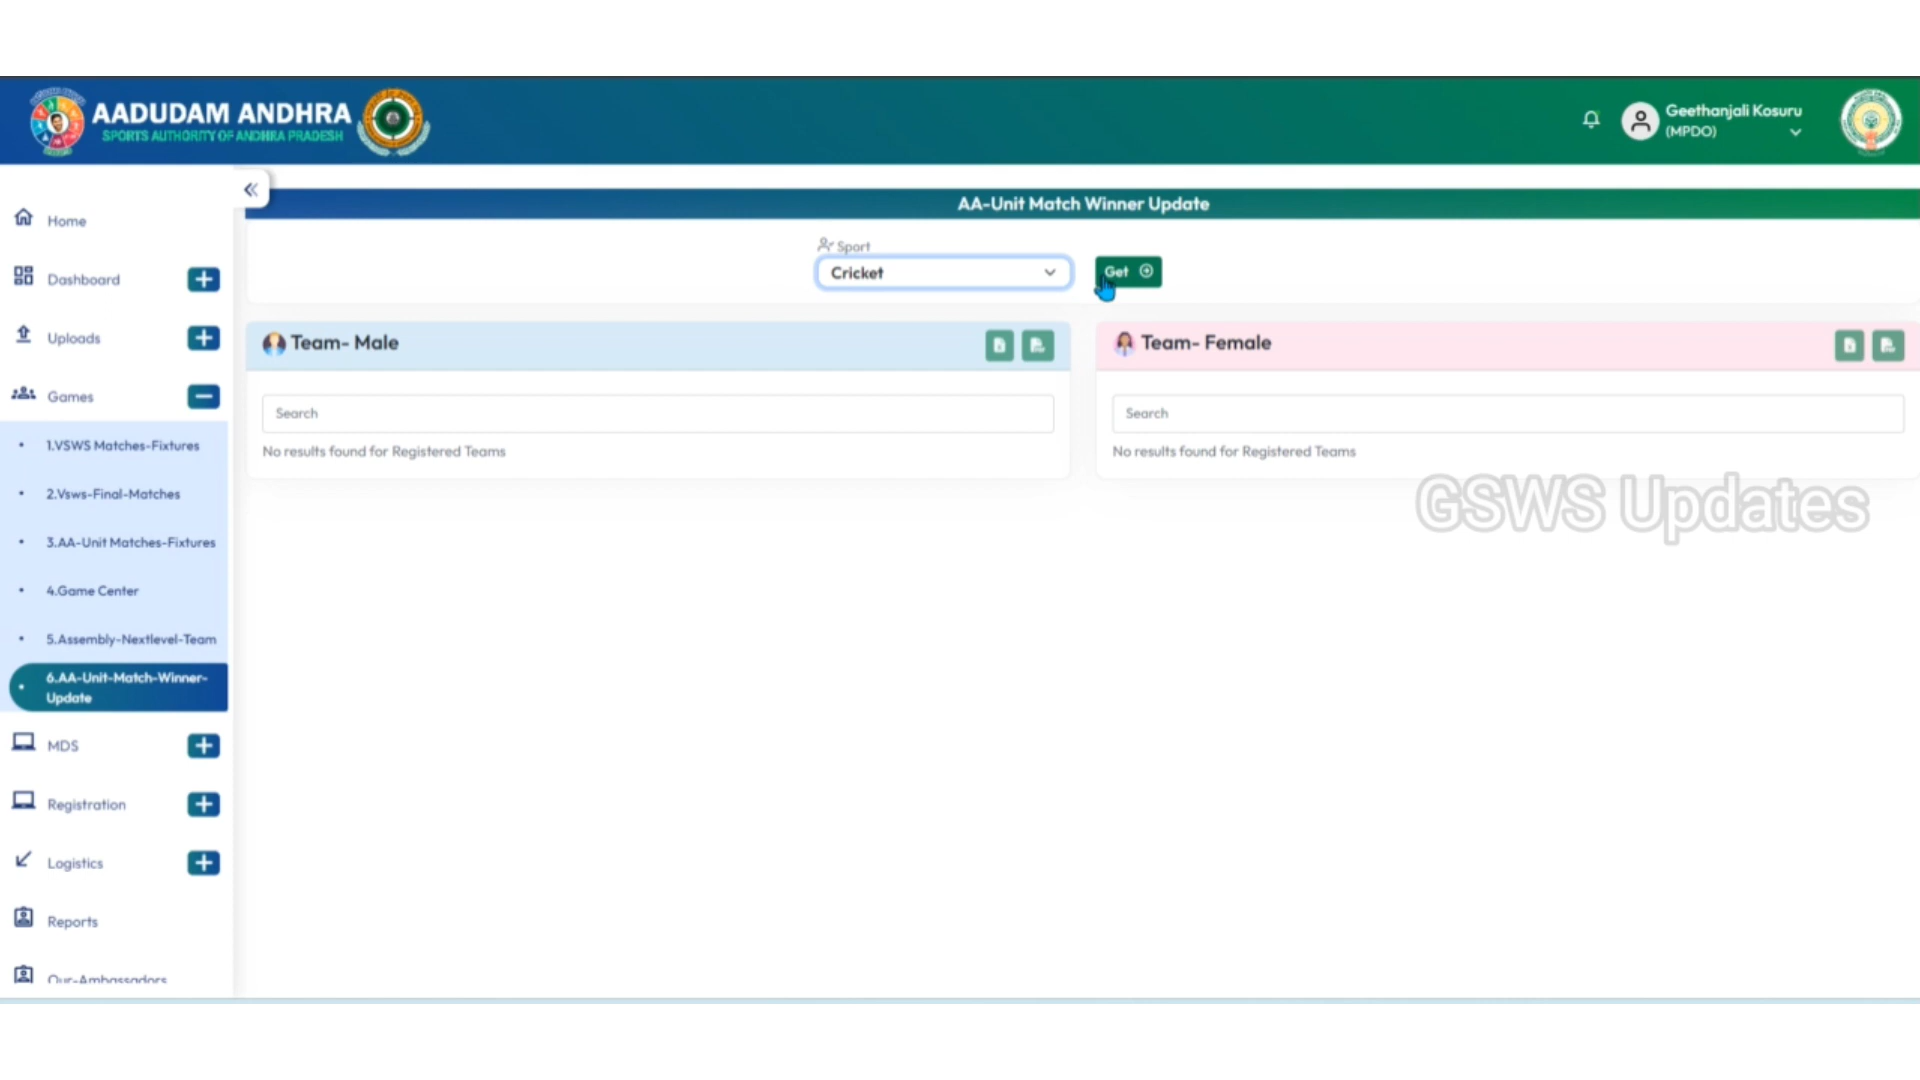 AADUDAM ANDHRA
SPORTS AUTHORITY OF ANDHRA PRADESH
Geethanjali Kosuru
(MPDO)
AA-Unit Match Winner Update
Home
Dashboard
Uploads
Games
1.VSWS Matches-Fixtures
2.Vsws-Final-Matches
3.AA-Unit Matches-Fixtures
4.Game Center
5.Assembly-Nextlevel-Team
6.AA-Unit-Match-Winner-
Update
MDS
Registration
Logistics
Reports
Our-Ambassadors
Sport
Cricket
Get
Team- Male
Search
No results found for Registered Teams
Team- Female
Search
No results found for Registered Teams
GSWS Updates